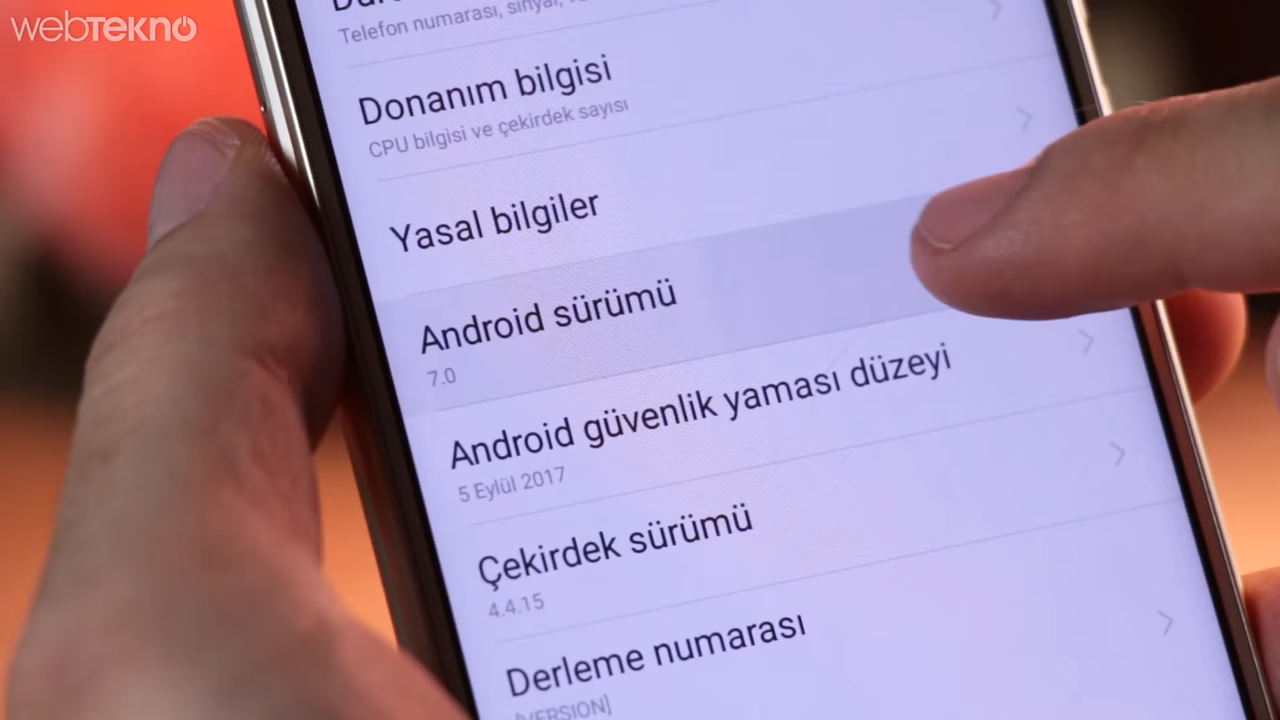 webtekno
Telefon numarası, sinyal,
Donanım bilgisi
CPU bilgisi ve çekirdek sayısı
Yasal bilgiler
Android sürümü
7.0
Android güvenlik yaması düzeyi
5 Eylül 2017
Çekirdek sürümü
4.4.15
Derleme numarası
[VERSION]